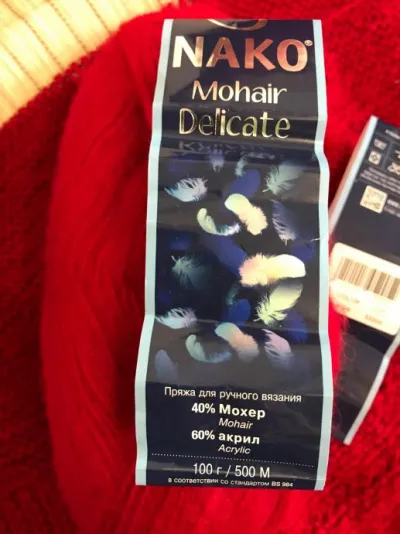 NAKO®
Mohair
Delicate
Пряжа для ручного вязания
40% Мохер
Mohair
60% акрил
Acrylic
100 г / 500 М
в соответствии со стандартом BS 984